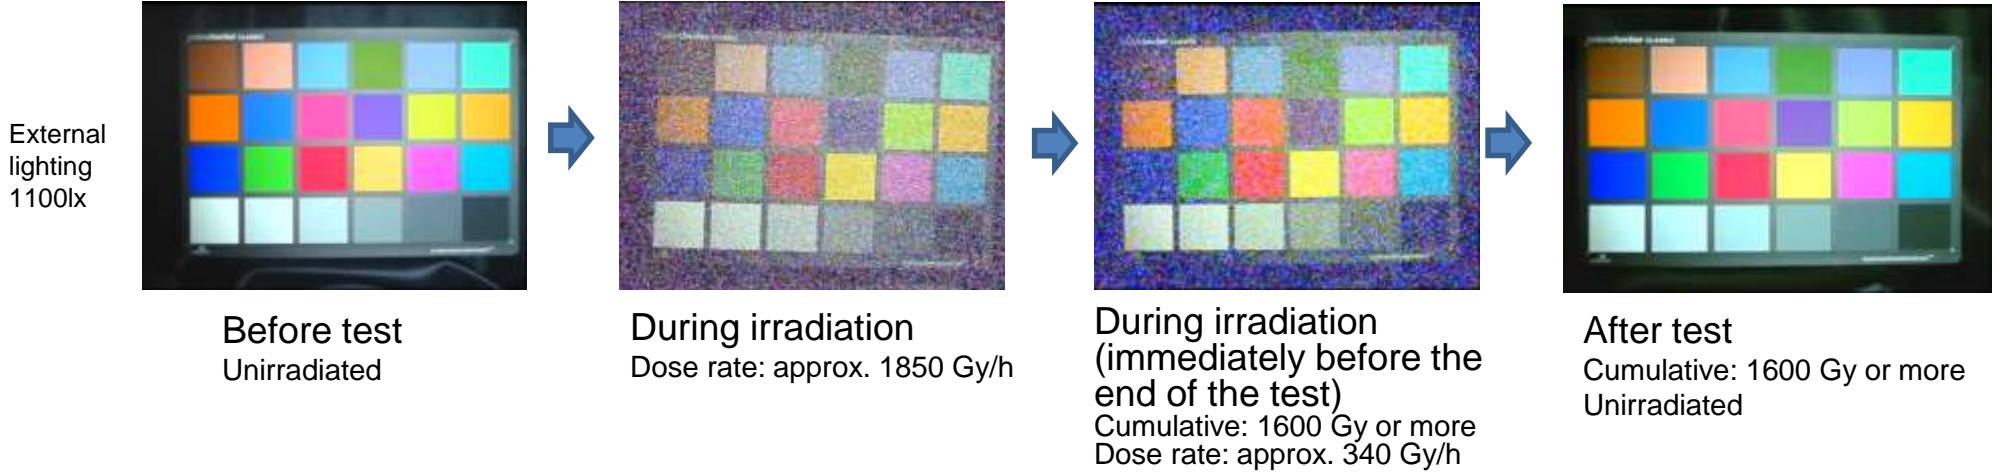 External
lighting
1100lx
Before test
Unirradiated
During irradiation
Dose rate: approx. 1850 Gy/h
During irradiation
(immediately before the
end of the test)
Cumulative: 1600 Gy or more
Dose rate: approx. 340 Gy/h
After test
Cumulative: 1600 Gy or more
Unirradiated